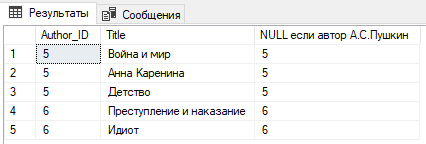 Результаты Сообщения
Author_ID Title NULL если автор А.С.Пушкин
1 5 Война и мир 5
2 5 Анна Каренина 5
3 5 Детство 5
4 6 Преступление и наказание 6
5 6 Идиот 6